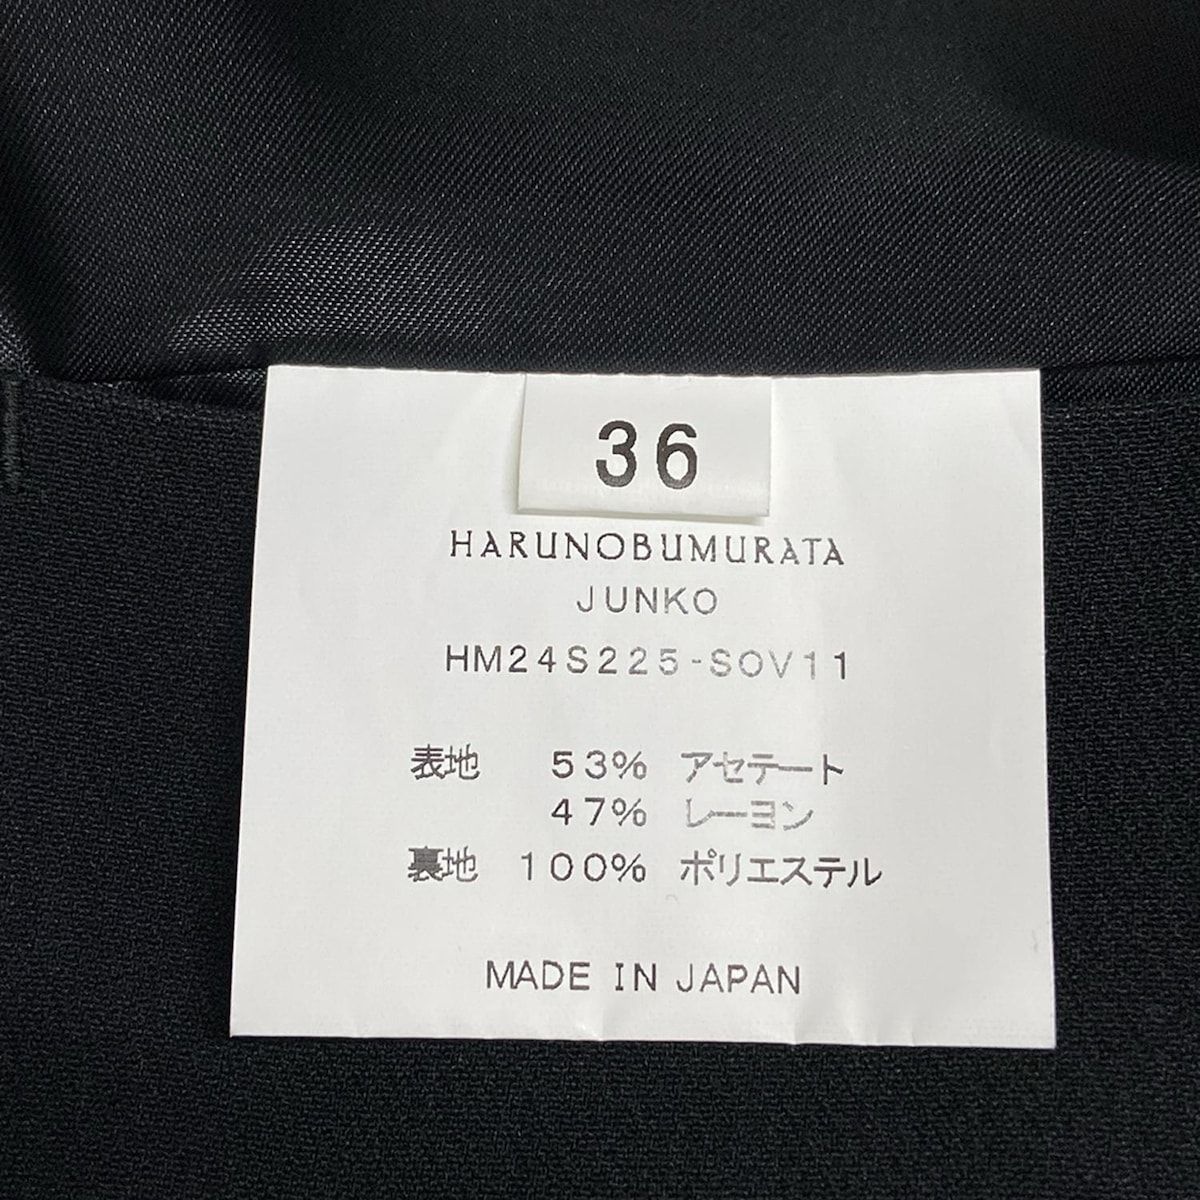 36
HARUNOBUMURATA
JUNKO
HM24S225-SOV11
表地 53% アセテート
47% レーヨン
裏地 100% ポリエステル
MADE IN JAPAN